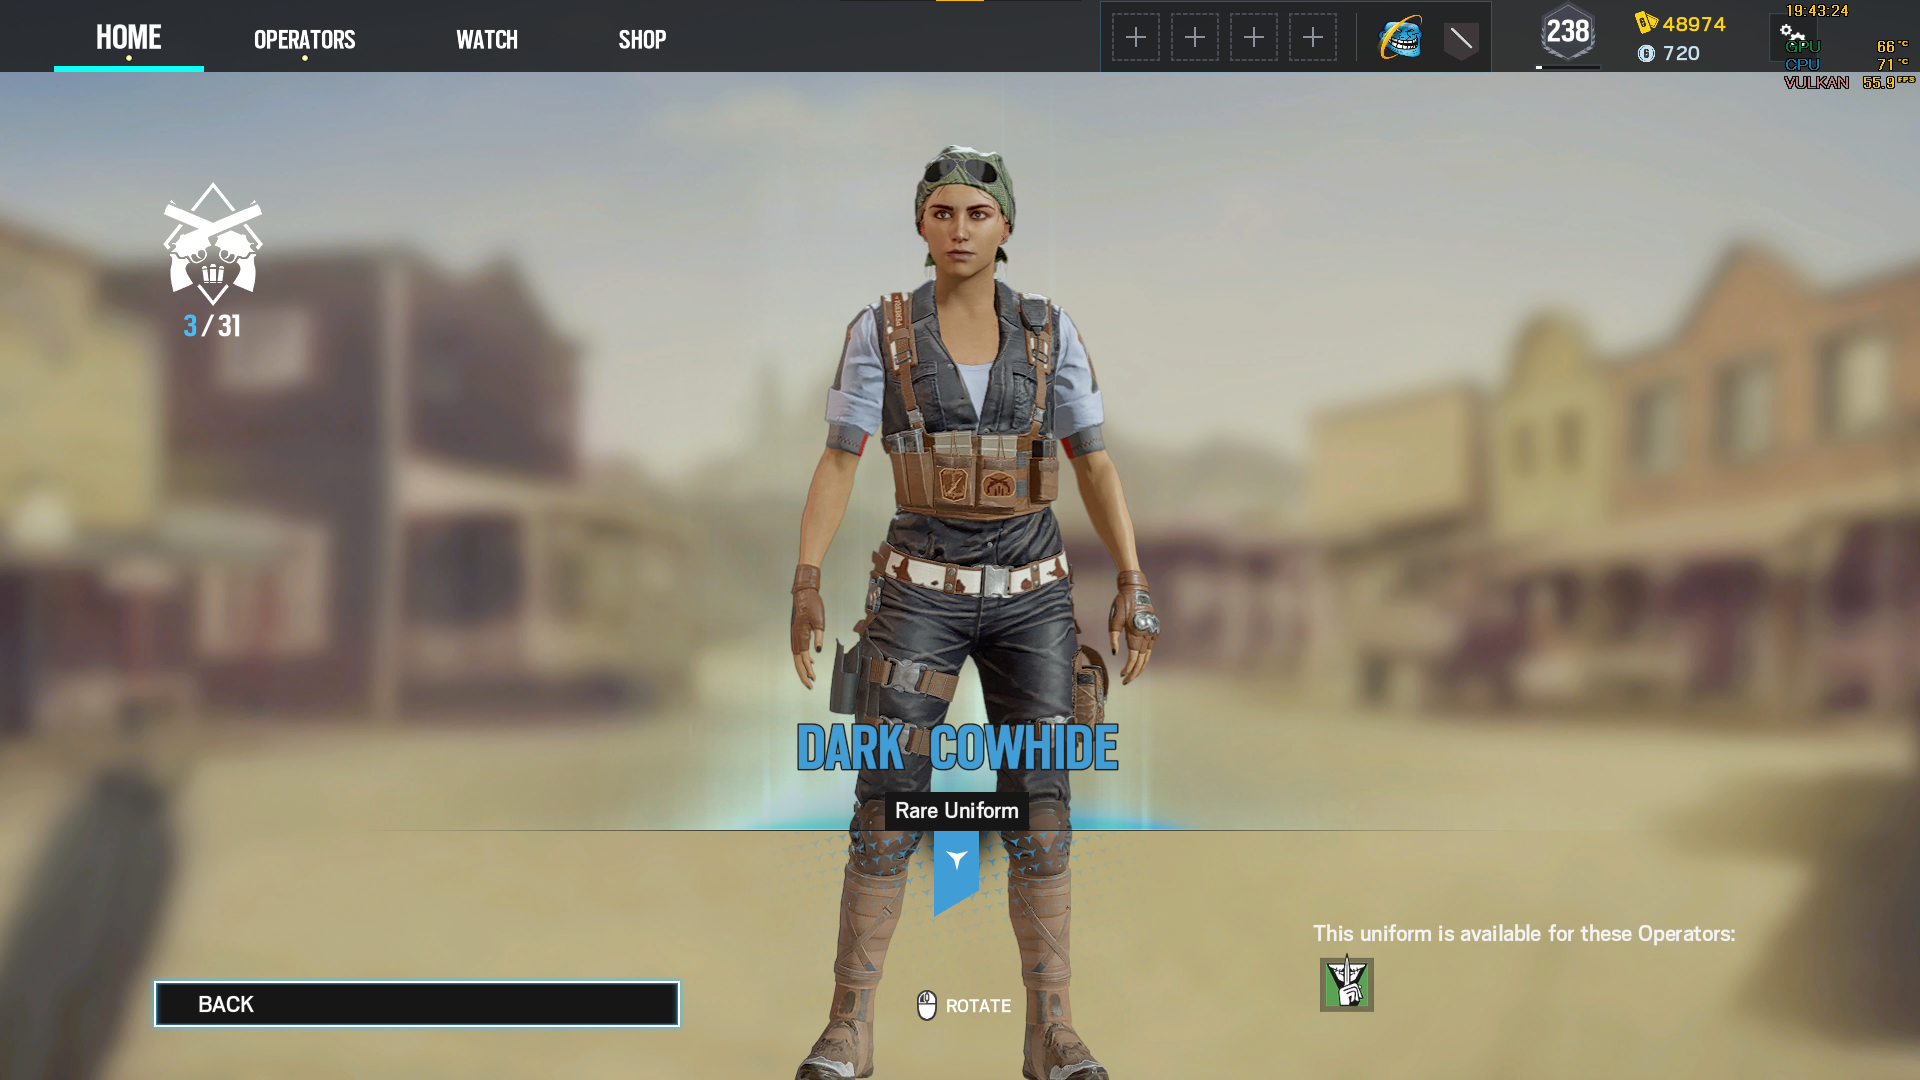 HOME
OPERATORS
WATCH
SHOP
238
48974
720
19:43:24
GPU 66°C
CPU 71°C
VULKAN 55.9 FPS
3/31
DARK COWHIDE
Rare Uniform
This uniform is available for these Operators:
BACK
ROTATE